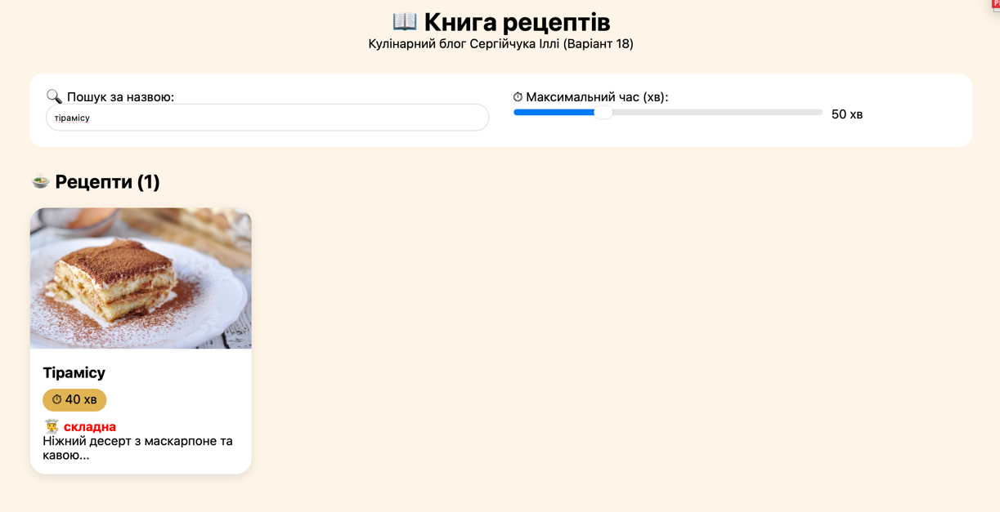 📖 Книга рецептів
Кулінарний блог Сергійчука Іллі (Варіант 18)
🔍 Пошук за назвою:
тірамісу
⏱ Максимальний час (хв):
50 хв
🍲 Рецепти (1)
Тірамісу
⏱ 40 хв
👨‍🍳 складна
Ніжний десерт з маскарпоне та
кавою...